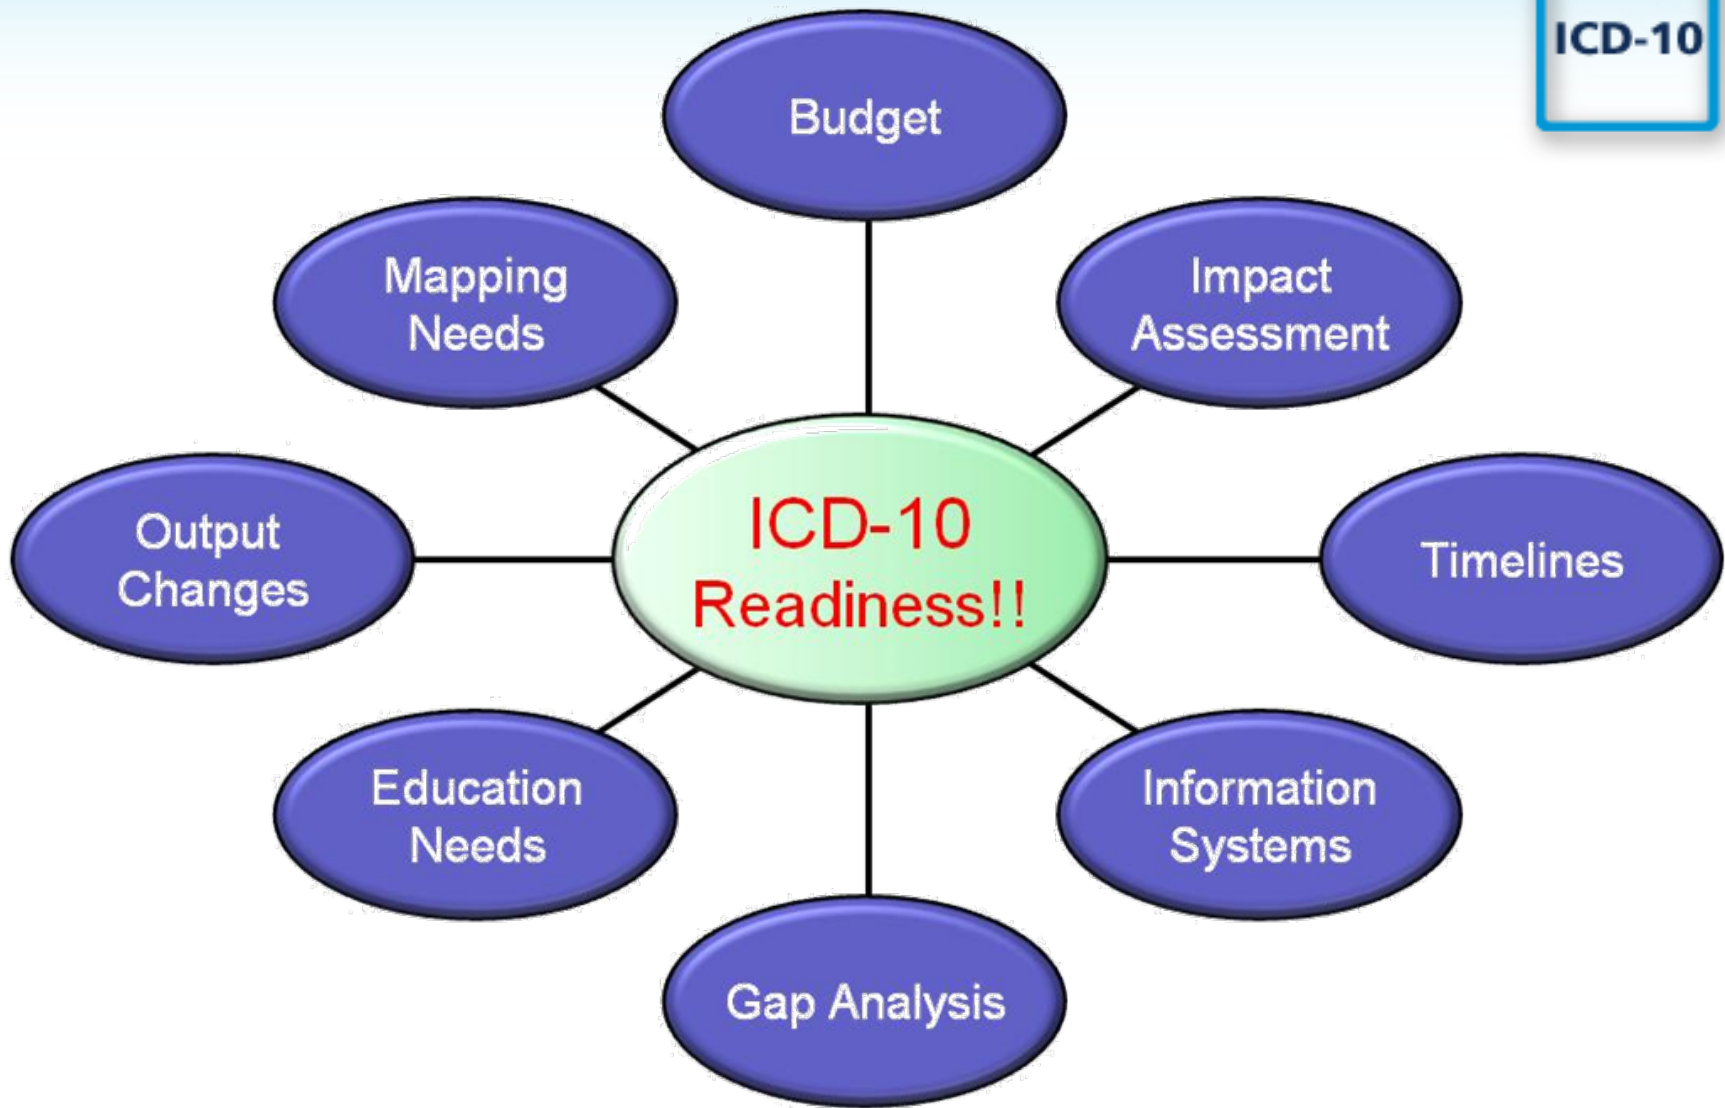 ICD-10
Budget
Mapping
Needs
Impact
Assessment
Output
Changes
ICD-10
Readiness!!
Timelines
Education
Needs
Information
Systems
Gap Analysis